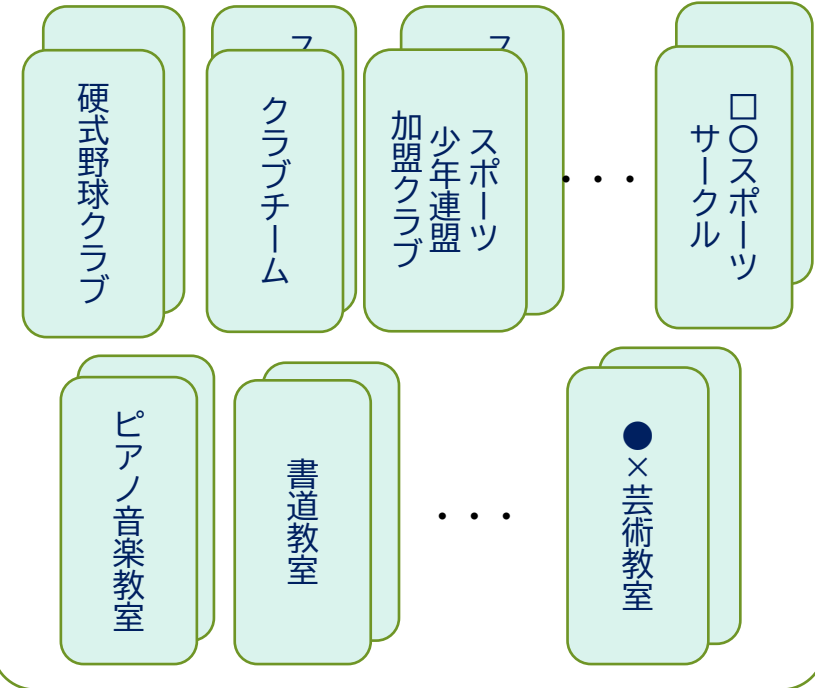 硬式野球クラブ
クラブチーム
スポーツ
少年連盟
加盟クラブ
・・・
□〇スポーツ
サークル
ピアノ音楽教室
書道教室
・・・
●×芸術教室